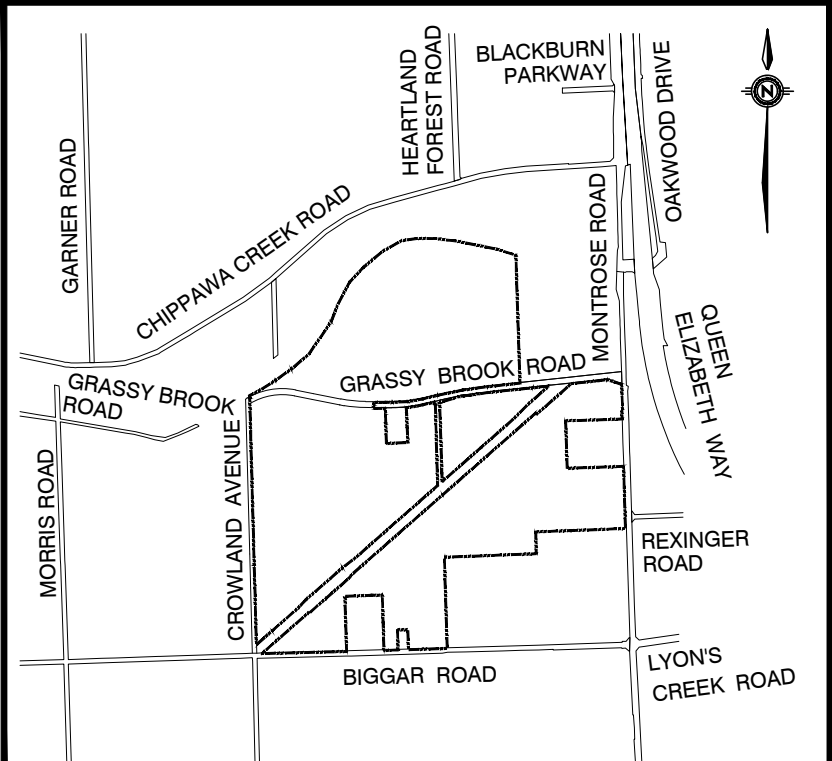 BLACKBURN
PARKWAY
HEARTLAND
FOREST ROAD
OAKWOOD DRIVE
N
GARNER ROAD
CHIPPAWA CREEK ROAD
MONTROSE ROAD
QUEEN
ELIZABETH WAY
GRASSY BROOK ROAD
GRASSY BROOK
ROAD
CROWLAND AVENUE
MORRIS ROAD
REXINGER
ROAD
BIGGAR ROAD
LYON'S
CREEK ROAD